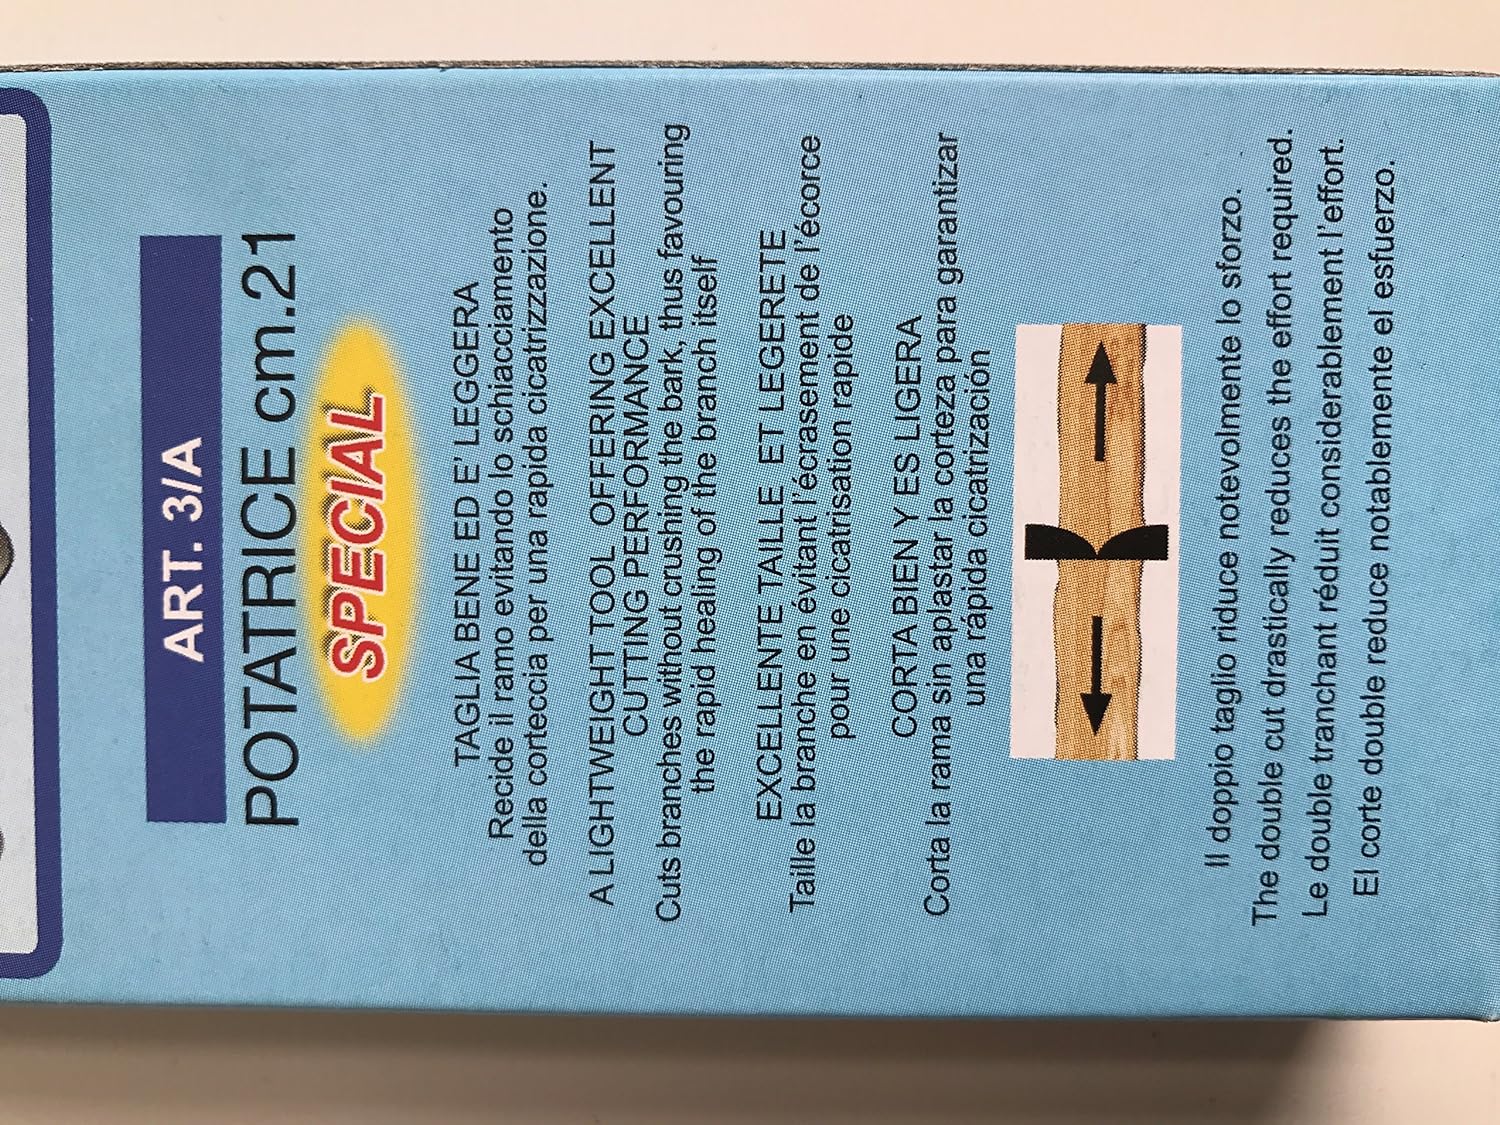 ART. 3/A
POTATRICE cm.21
SPECIAL
TAGLIA BENE ED E' LEGGERA
Recide il ramo evitando lo schiacciamento
della corteccia per una rapida cicatrizzazione.
A LIGHTWEIGHT TOOL OFFERING EXCELLENT
CUTTING PERFORMANCE
Cuts branches without crushing the bark, thus favouring
the rapid healing of the branch itself
EXCELLENTE TAILLE ET LEGERETE
Taille la branche en évitant l'écrasement de l'écorce
pour une cicatrisation rapide
CORTA BIEN Y ES LIGERA
Corta la rama sin aplastar la corteza para garantizar
una rápida cicatrización
Il doppio taglio riduce notevolmente lo sforzo.
The double cut drastically reduces the effort required.
Le double tranchant réduit considerablement l'effort.
El corte double reduce notablemente el esfuerzo.